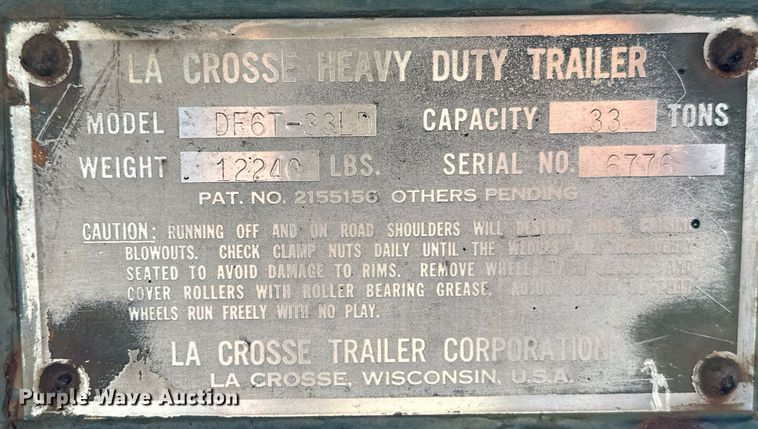 LA CROSSE HEAVY DUTY TRAILER
MODEL CAPACITY 33 TONS
WEIGHT 12240 LBS. SERIAL NO. 6776
PAT. NO. 2155156 OTHERS PENDING
CAUTION: RUNNING OFF AND ON ROAD SHOULDERS WILL DESTROY
BLOWOUTS. CHECK CLAMP NUTS DAILY UNTIL THE
SEATED TO AVOID DAMAGE TO RIMS. REMOVE WHEELS AND
COVER ROLLERS WITH ROLLER BEARING GREASE. THAT
WHEELS RUN FREELY WITH NO PLAY.
LA CROSSE TRAILER CORPORATION
LA CROSSE, WISCONSIN, U.S.A.
Purple Wave Auction